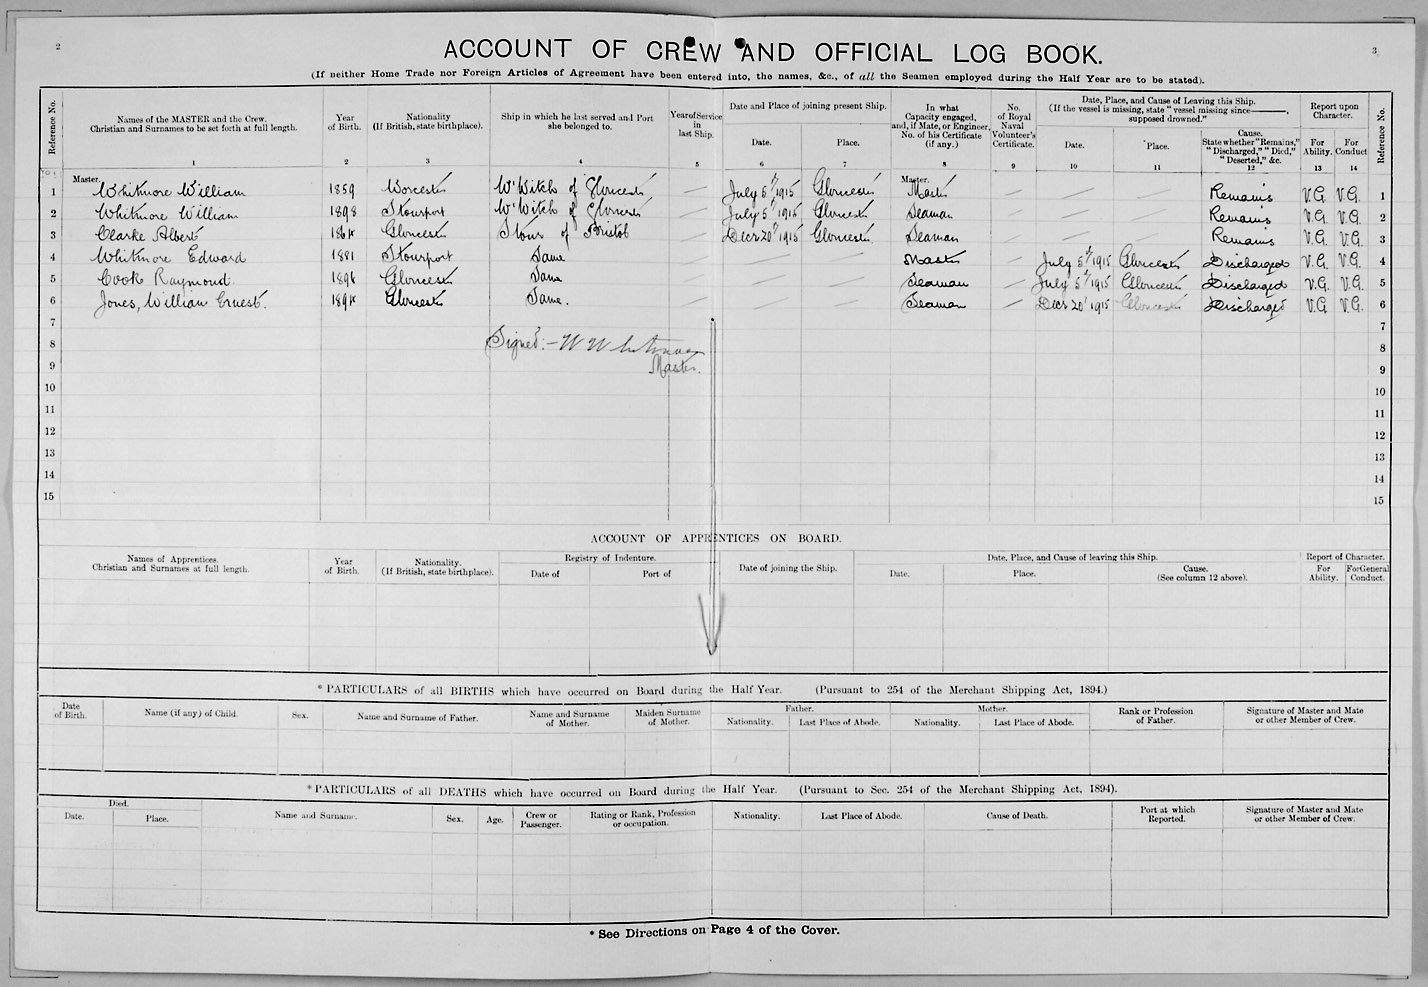 2
3
ACCOUNT OF CREW AND OFFICIAL LOG BOOK.
(If neither Home Trade nor Foreign Articles of Agreement have been entered into, the names, &c., of all the Seamen employed during the Half Year are to be stated).
Reference No. | Names of the MASTER and the Crew. Christian and Surnames to be set forth at full length. | Year of Birth. | Nationality (If British, state birthplace). | Ship in which he last served and Port she belonged to. | Year of Service in last Ship. | Date and Place of joining present Ship. Date. Place. | In what Capacity engaged, and, if Mate, or Engineer, No. of his Certificate (if any.) | No. of Royal Naval Volunteer's Certificate. | Date, Place, and Cause of Leaving this Ship. (If the vessel is missing, state "vessel missing since ——, supposed drowned." Date. Place. Cause. State whether "Remains," "Discharged," "Died," "Deserted," &c. | Report upon Character. For Ability. For Conduct | Reference No.
1 2 3 4 5 6 7 8 9 10 11 12 13 14
Master. Master.
1 Whitmore William 1859 Worcester W'Witch of Gloucester — July 5th/1915 Gloucester Master — — — Remains V.G. V.G. 1
2 Whitmore William 1898 Stourport W'Witch of Gloucester — July 5th 1915 Gloucester Seaman — — — Remains V.G. V.G. 2
3 Clarke Albert Gloucester Stour of Bristol — Decr 20th 1915 Gloucester Seaman — — — Remains V.G. V.G. 3
4 Whitmore Edward 1881 Stourport Same — — — Master — July 5th 1915 Gloucester Discharged V.G. V.G. 4
5 Cook Raymond 1896 Gloucester Same — — — Seaman — July 5th 1915 Gloucester Discharged V.G. V.G. 5
6 Jones, William Ernest. Gloucester Same. — — — Seaman — Decr 20th 1915 Gloucester Discharged V.G. V.G. 6
7 7
8 Signed:- W Whitmore 8
9 Master. 9
10 10
11 11
12 12
13 13
14 14
15 15
ACCOUNT OF APPRENTICES ON BOARD.
Names of Apprentices. Christian and Surnames at full length. | Year of Birth. | Nationality. (If British, state birthplace). | Registry of Indenture. Date of Port of | Date of joining the Ship. | Date, Place, and Cause of leaving this Ship. Date. Place. Cause. (See column 12 above). | Report of Character. For Ability. For General Conduct.
*PARTICULARS of all BIRTHS which have occurred on Board during the Half Year. (Pursuant to 254 of the Merchant Shipping Act, 1894.)
Date of Birth. | Name (if any) of Child. | Sex. | Name and Surname of Father. | Name and Surname of Mother. | Maiden Surname of Mother. | Father. Nationality. Last Place of Abode. | Mother. Nationality. Last Place of Abode. | Rank or Profession of Father. | Signature of Master and Mate or other Member of Crew.
*PARTICULARS of all DEATHS which have occurred on Board during the Half Year. (Pursuant to Sec. 254 of the Merchant Shipping Act, 1894).
Died. Date. Place. | Name and Surname. | Sex. | Age. | Crew or Passenger. | Rating or Rank, Profession or occupation. | Nationality. | Last Place of Abode. | Cause of Death. | Port at which Reported. | Signature of Master and Mate or other Member of Crew.
* See Directions on Page 4 of the Cover.